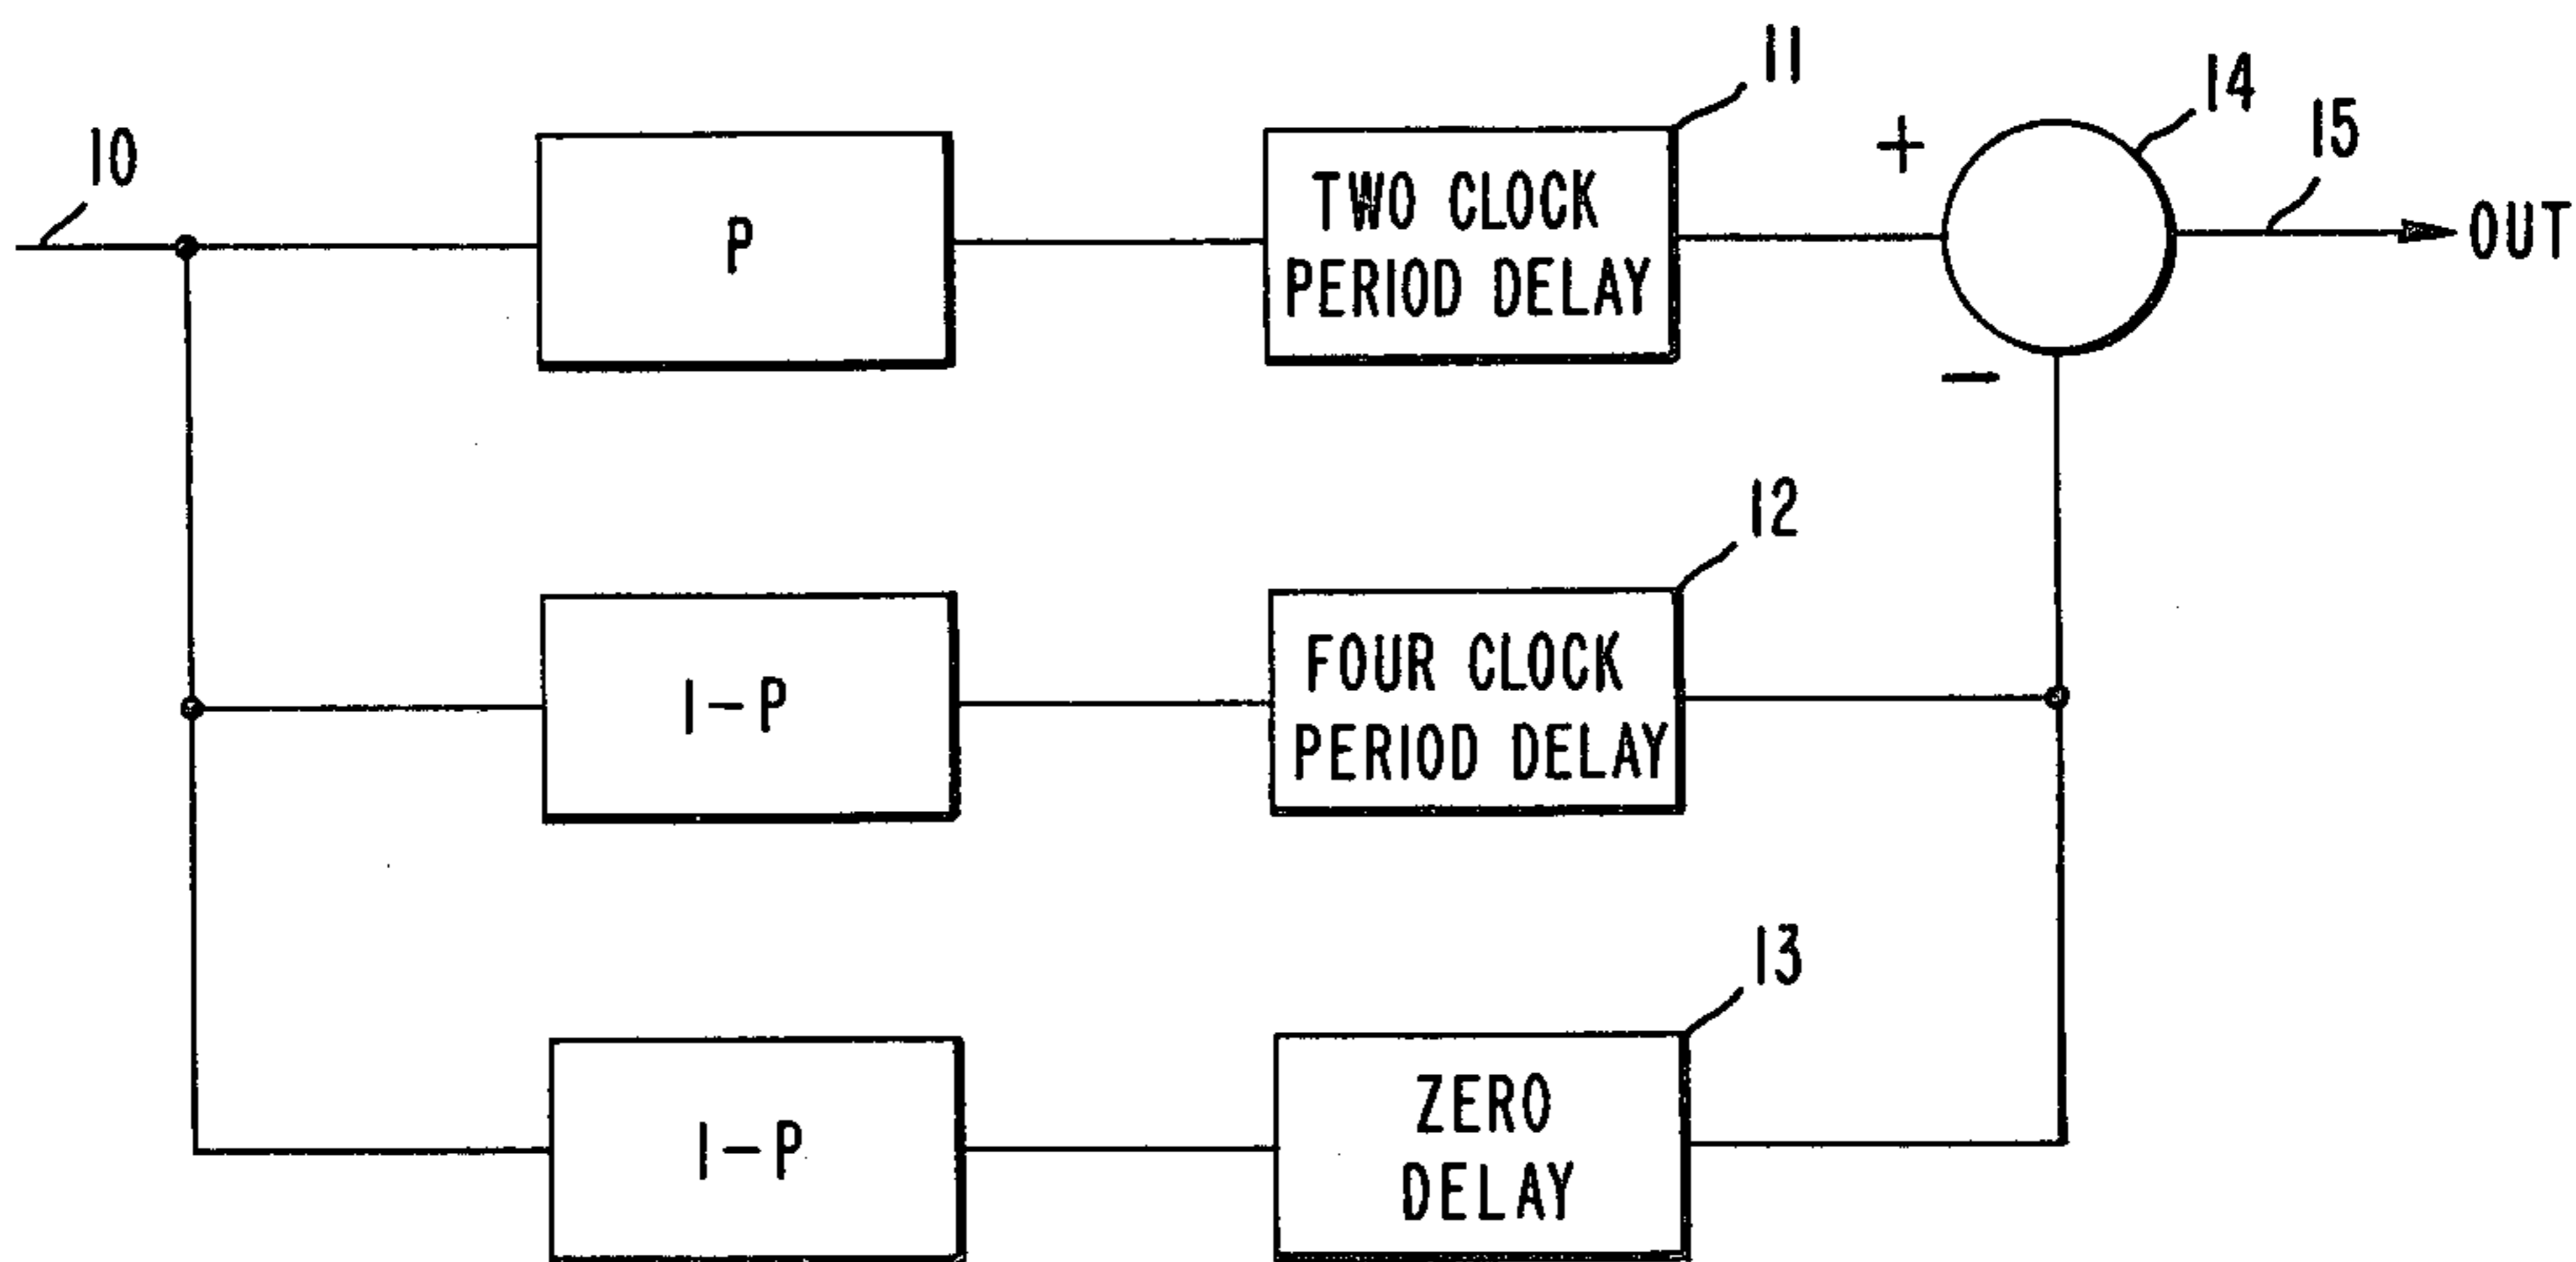 10
P
11
TWO CLOCK
PERIOD DELAY
+
14
15
OUT
−
1-P
12
FOUR CLOCK
PERIOD DELAY
1-P
13
ZERO
DELAY